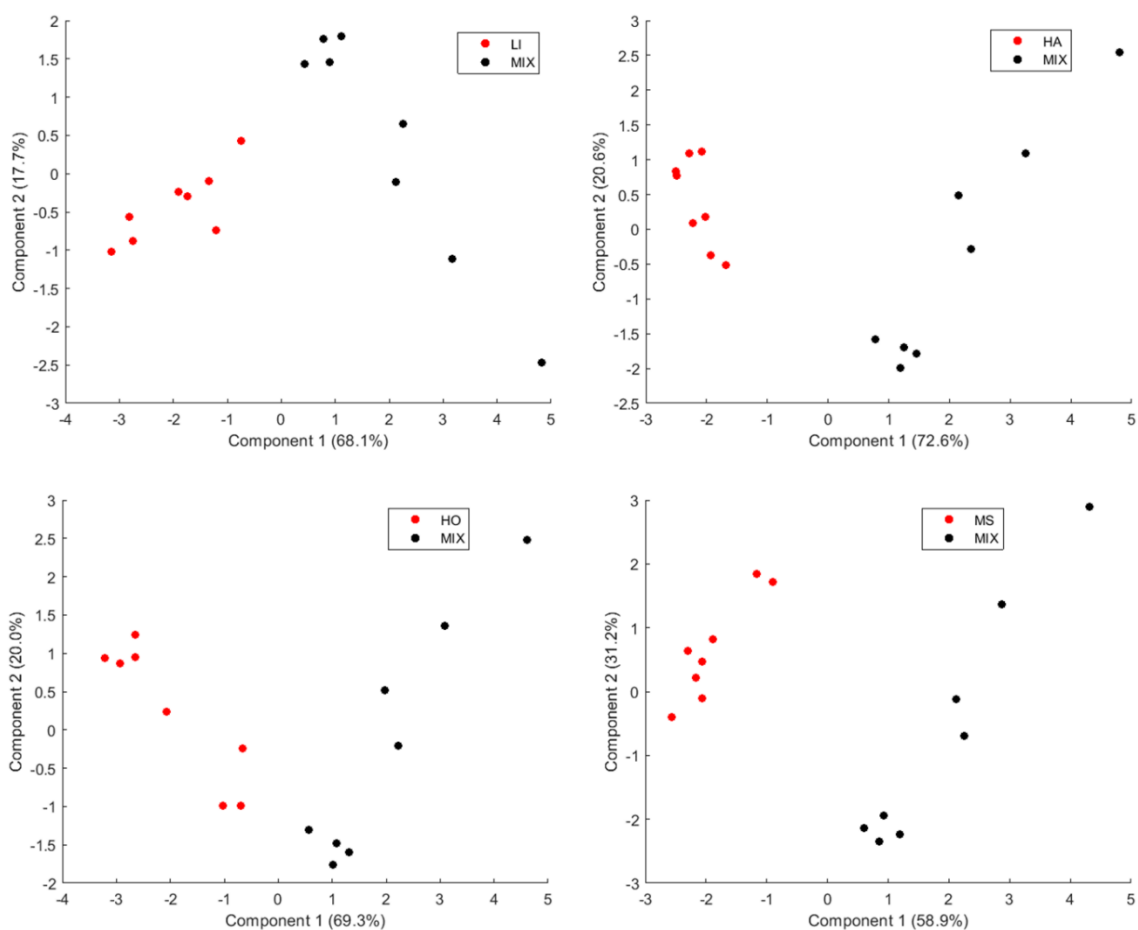 2
1.5
1
0.5
0
-0.5
-1
-1.5
-2
-2.5
-3
Component 2 (17.7%)
LI
MIX
-4 -3 -2 -1 0 1 2 3 4 5
Component 1 (68.1%)
3
2.5
2
1.5
1
0.5
0
-0.5
-1
-1.5
-2
-2.5
Component 2 (20.6%)
HA
MIX
-3 -2 -1 0 1 2 3 4 5
Component 1 (72.6%)
3
2.5
2
1.5
1
0.5
0
-0.5
-1
-1.5
-2
Component 2 (20.0%)
HO
MIX
-4 -3 -2 -1 0 1 2 3 4 5
Component 1 (69.3%)
3
2
1
0
-1
-2
-3
Component 2 (31.2%)
MS
MIX
-3 -2 -1 0 1 2 3 4 5
Component 1 (58.9%)